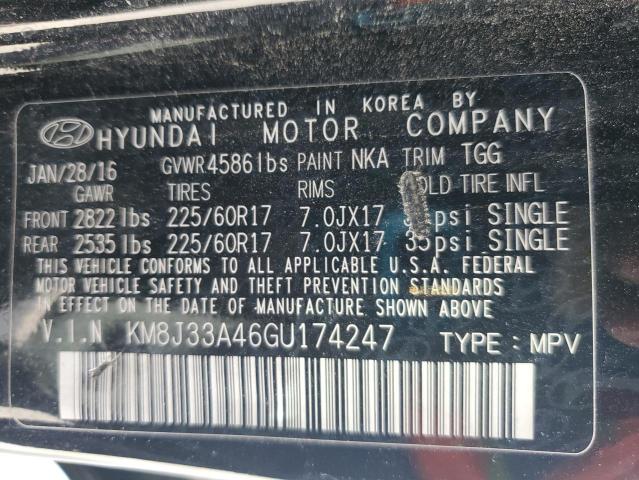 MANUFACTURED IN KOREA BY
HYUNDAI MOTOR COMPANY
JAN/28/16 GVWR 4586 lbs PAINT NKA TRIM TGG
GAWR TIRES RIMS TIRE INFL
FRONT 2822 lbs 225/60R17 7.0JX17 psi SINGLE
REAR 2535 lbs 225/60R17 7.0JX17 psi SINGLE
THIS VEHICLE CONFORMS TO ALL APPLICABLE U.S.A. FEDERAL
MOTOR VEHICLE SAFETY AND THEFT PREVENTION STANDARDS
IN EFFECT ON THE DATE OF MANUFACTURE SHOWN ABOVE
V.I.N KM8J33A46GU174247 TYPE : MPV